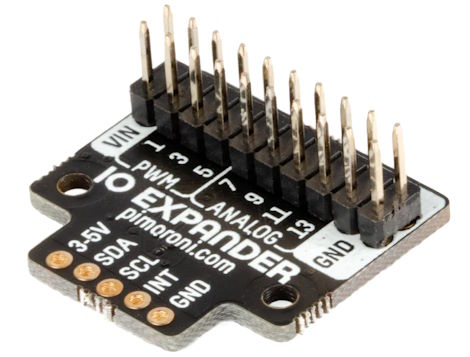 VIN
1 3 5 7 9 11 13
PWM ANALOG
GND
IO EXPANDER
pimoroni.com
3-5V
SDA
SCL
INT
GND